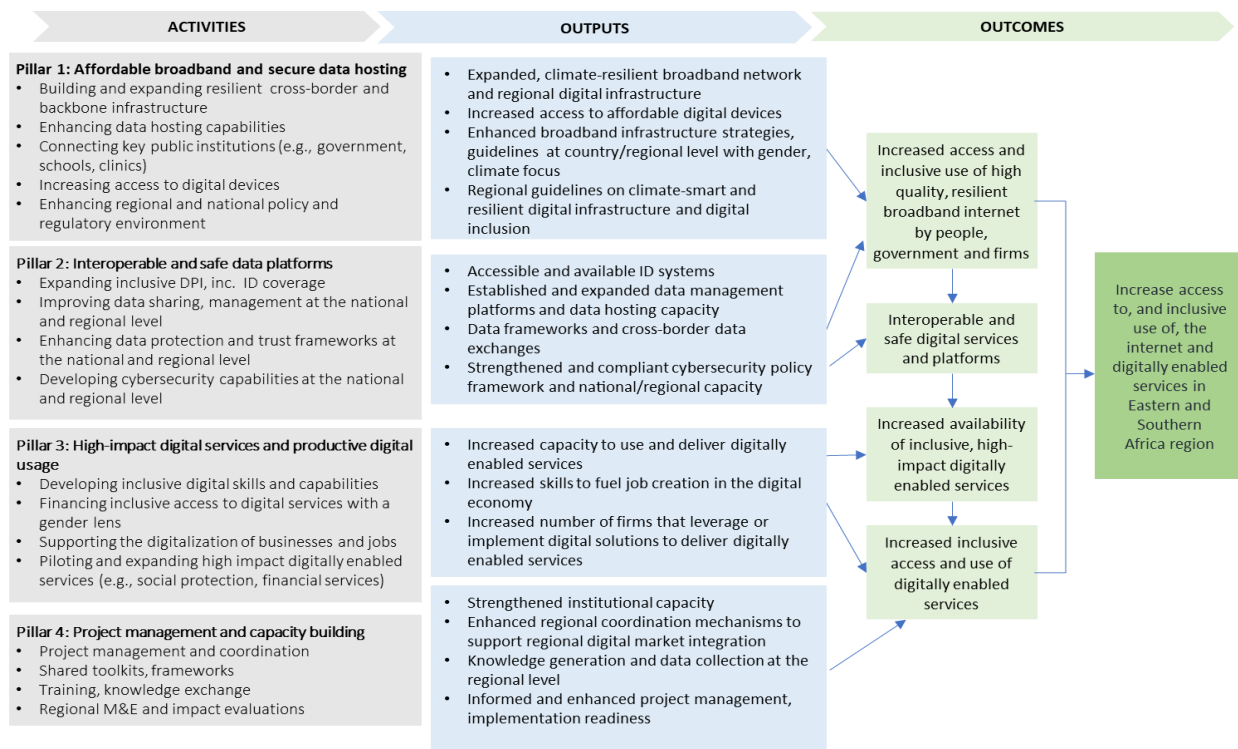 ACTIVITIES
OUTPUTS
OUTCOMES
Pillar 1: Affordable broadband and secure data hosting
• Building and expanding resilient cross-border and
backbone infrastructure
• Enhancing data hosting capabilities
• Connecting key public institutions (e.g., government,
schools, clinics)
• Increasing access to digital devices
• Enhancing regional and national policy and
regulatory environment
Pillar 2: Interoperable and safe data platforms
• Expanding inclusive DPI, inc. ID coverage
• Improving data sharing, management at the national
and regional level
• Enhancing data protection and trust frameworks at
the national and regional level
• Developing cybersecurity capabilities at the national
and regional level
Pillar 3: High-impact digital services and productive digital
usage
• Developing inclusive digital skills and capabilities
• Financing inclusive access to digital services with a
gender lens
• Supporting the digitalization of businesses and jobs
• Piloting and expanding high impact digitally enabled
services (e.g., social protection, financial services)
Pillar 4: Project management and capacity building
• Project management and coordination
• Shared toolkits, frameworks
• Training, knowledge exchange
• Regional M&E and impact evaluations
• Expanded, climate-resilient broadband network
and regional digital infrastructure
• Increased access to affordable digital devices
• Enhanced broadband infrastructure strategies,
guidelines at country/regional level with gender,
climate focus
• Regional guidelines on climate-smart and
resilient digital infrastructure and digital
inclusion
• Accessible and available ID systems
• Established and expanded data management
platforms and data hosting capacity
• Data frameworks and cross-border data
exchanges
• Strengthened and compliant cybersecurity policy
framework and national/regional capacity
• Increased capacity to use and deliver digitally
enabled services
• Increased skills to fuel job creation in the digital
economy
• Increased number of firms that leverage or
implement digital solutions to deliver digitally
enabled services
• Strengthened institutional capacity
• Enhanced regional coordination mechanisms to
support regional digital market integration
• Knowledge generation and data collection at the
regional level
• Informed and enhanced project management,
implementation readiness
Increased access and
inclusive use of high
quality, resilient
broadband internet
by people,
government and firms
Interoperable and
safe digital services
and platforms
Increased availability
of inclusive, high-
impact digitally
enabled services
Increased inclusive
access and use of
digitally enabled
services
Increase access
to, and inclusive
use of, the
internet and
digitally enabled
services in
Eastern and
Southern
Africa region